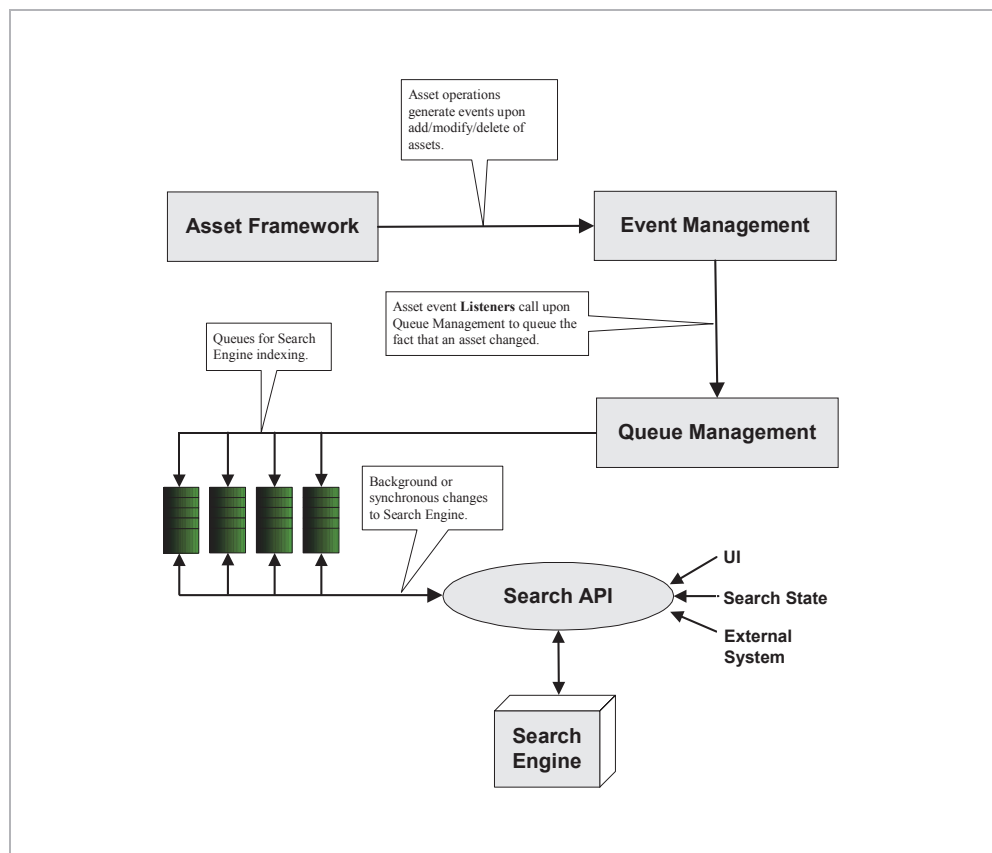 Asset operations
generate events upon
add/modify/delete of
assets.
Asset Framework
Event Management
Asset event Listeners call upon
Queue Management to queue the
fact that an asset changed.
Queues for Search
Engine indexing.
Queue Management
Background or
synchronous changes
to Search Engine.
UI
Search API
Search State
External
System
Search
Engine